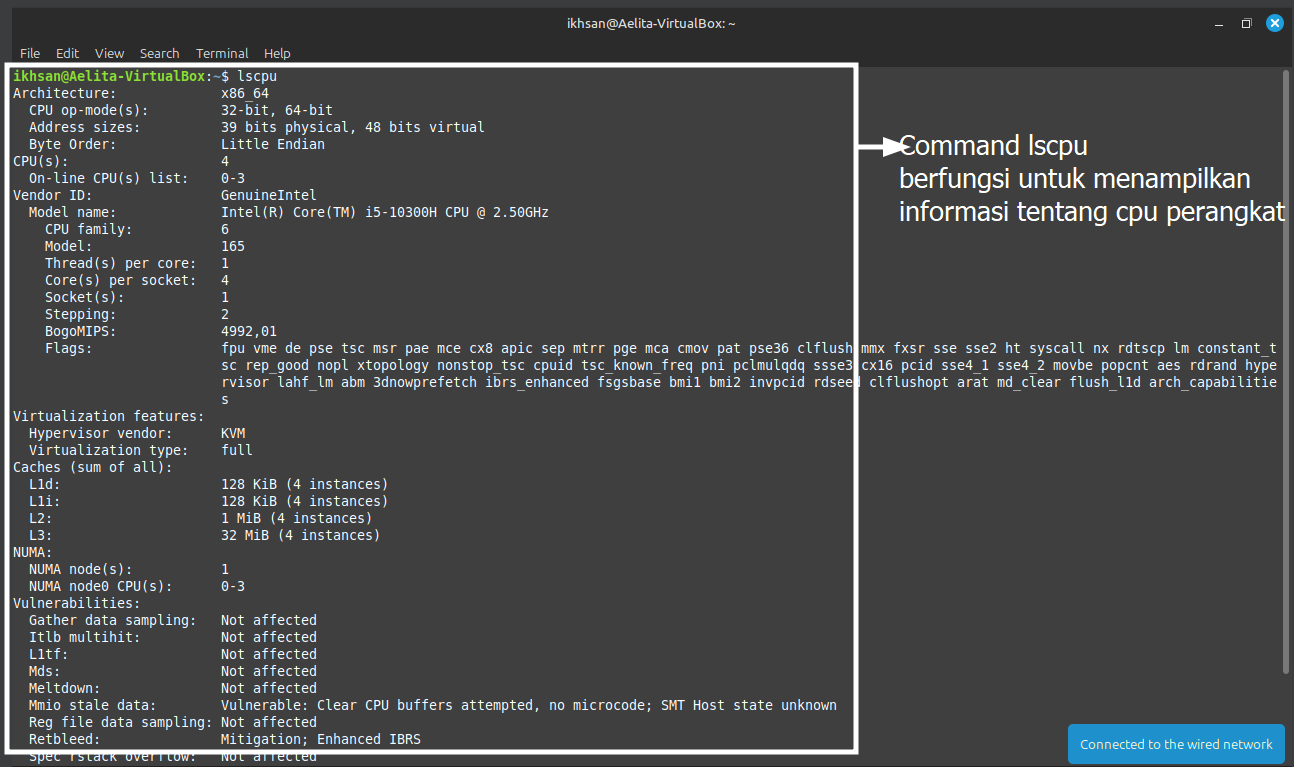 ikhsan@Aelita-VirtualBox: ~
File Edit View Search Terminal Help
ikhsan@Aelita-VirtualBox:~$ lscpu
Architecture: x86_64
CPU op-mode(s): 32-bit, 64-bit
Address sizes: 39 bits physical, 48 bits virtual
Byte Order: Little Endian
CPU(s): 4
On-line CPU(s) list: 0-3
Vendor ID: GenuineIntel
Model name: Intel(R) Core(TM) i5-10300H CPU @ 2.50GHz
CPU family: 6
Model: 165
Thread(s) per core: 1
Core(s) per socket: 4
Socket(s): 1
Stepping: 2
BogoMIPS: 4992,01
Flags: fpu vme de pse tsc msr pae mce cx8 apic sep mtrr pge mca cmov pat pse36 clflush mmx fxsr sse sse2 ht syscall nx rdtscp lm constant_t
sc rep_good nopl xtopology nonstop_tsc cpuid tsc_known_freq pni pclmulqdq ssse3 cx16 pcid sse4_1 sse4_2 movbe popcnt aes rdrand hype
rvisor lahf_lm abm 3dnowprefetch ibrs_enhanced fsgsbase bmi1 bmi2 invpcid rdseed clflushopt arat md_clear flush_l1d arch_capabilitie
s
Virtualization features:
Hypervisor vendor: KVM
Virtualization type: full
Caches (sum of all):
L1d: 128 KiB (4 instances)
L1i: 128 KiB (4 instances)
L2: 1 MiB (4 instances)
L3: 32 MiB (4 instances)
NUMA:
NUMA node(s): 1
NUMA node0 CPU(s): 0-3
Vulnerabilities:
Gather data sampling: Not affected
Itlb multihit: Not affected
L1tf: Not affected
Mds: Not affected
Meltdown: Not affected
Mmio stale data: Vulnerable: Clear CPU buffers attempted, no microcode; SMT Host state unknown
Reg file data sampling: Not affected
Retbleed: Mitigation; Enhanced IBRS
Spec rstack overflow: Not affected
Command lscpu
berfungsi untuk menampilkan
informasi tentang cpu perangkat
Connected to the wired network